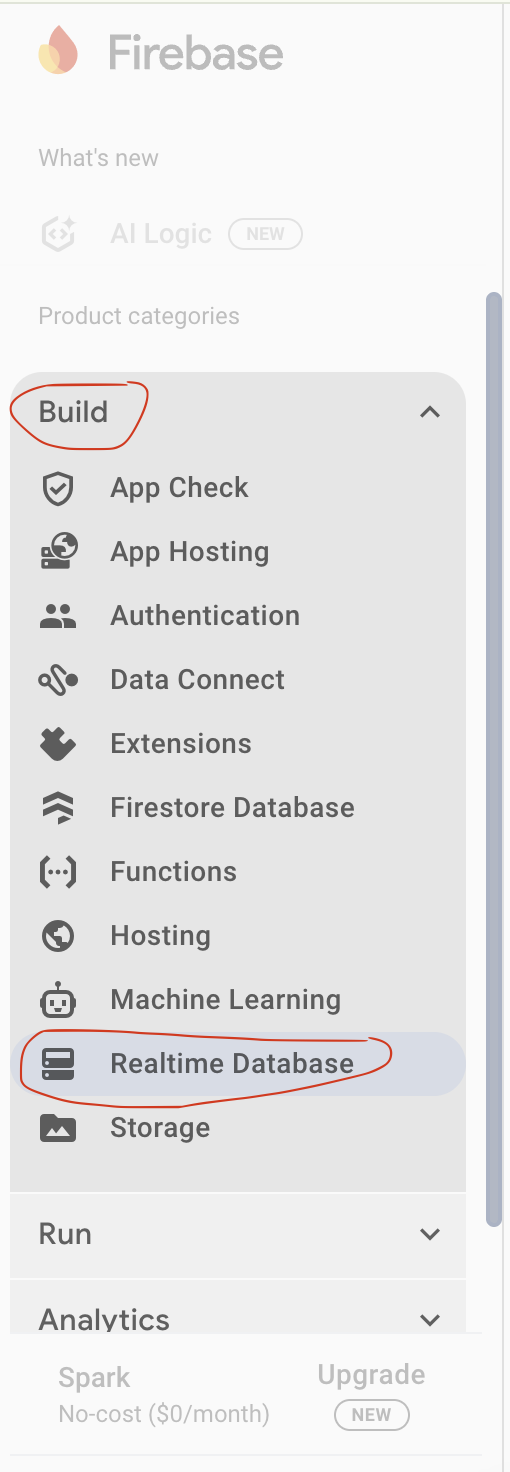 Firebase
What's new
AI Logic NEW
Product categories
Build
App Check
App Hosting
Authentication
Data Connect
Extensions
Firestore Database
Functions
Hosting
Machine Learning
Realtime Database
Storage
Run
Analytics
Spark
Upgrade
No-cost ($0/month)
NEW